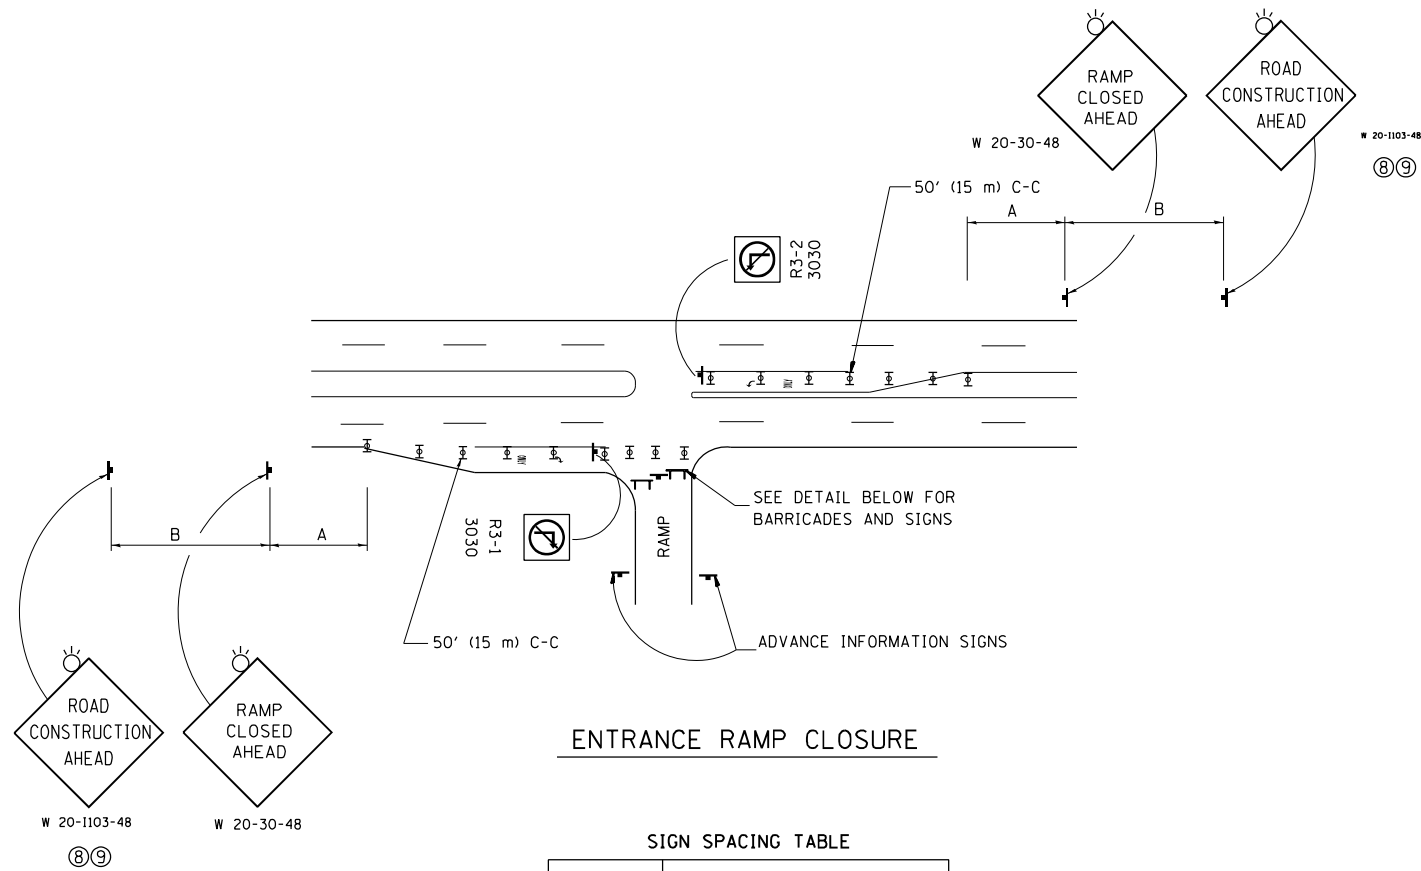 RAMP
CLOSED
AHEAD
W 20-30-48
ROAD
CONSTRUCTION
AHEAD
W 20-1103-48
⑧⑨
50' (15 m) C-C
A
B
R3-2
3030
ONLY
ONLY
R3-1
3030
RAMP
SEE DETAIL BELOW FOR
BARRICADES AND SIGNS
B
A
50' (15 m) C-C
ADVANCE INFORMATION SIGNS
ROAD
CONSTRUCTION
AHEAD
W 20-1103-48
⑧⑨
RAMP
CLOSED
AHEAD
W 20-30-48
ENTRANCE RAMP CLOSURE
SIGN SPACING TABLE